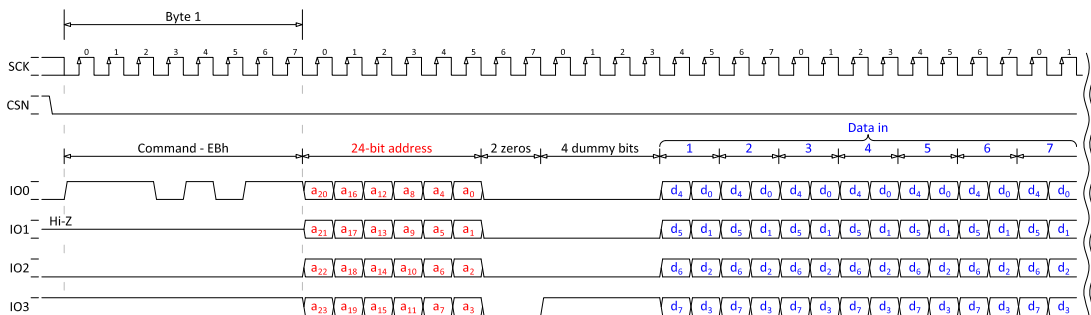 Byte 1
0 1 2 3 4 5 6 7 0 1 2 3 4 5 6 7 0 1 2 3 4 5 6 7 0 1 2 3 4 5 6 7 0 1
SCK
CSN
Data in
Command - EBh 24-bit address 2 zeros 4 dummy bits 1 2 3 4 5 6 7
IO0 a20 a16 a12 a8 a4 a0 d4 d0 d4 d0 d4 d0 d4 d0 d4 d0 d4 d0 d4 d0
Hi-Z
IO1 a21 a17 a13 a9 a5 a1 d5 d1 d5 d1 d5 d1 d5 d1 d5 d1 d5 d1 d5 d1
IO2 a22 a18 a14 a10 a6 a2 d6 d2 d6 d2 d6 d2 d6 d2 d6 d2 d6 d2 d6 d2
IO3 a23 a19 a15 a11 a7 a3 d7 d3 d7 d3 d7 d3 d7 d3 d7 d3 d7 d3 d7 d3